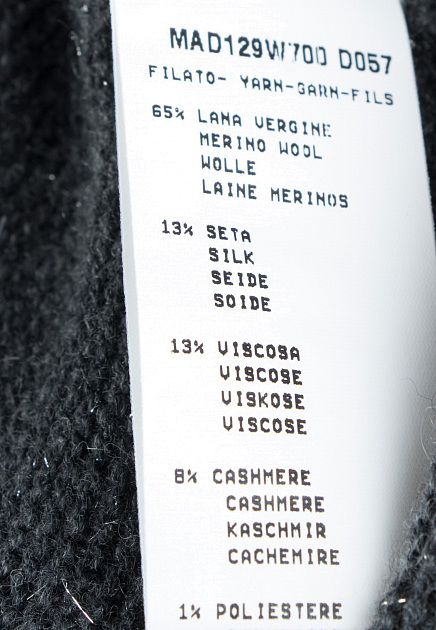 MAD129W700 D057
FILATO- YARN-GARN-FILS
65% LANA VERGINE
MERINO WOOL
WOLLE
LAINE MERINOS
13% SETA
SILK
SEIDE
SOIDE
13% VISCOSA
VISCOSE
VISKOSE
VISCOSE
8% CASHMERE
CASHMERE
KASCHMIR
CACHEMIRE
1% POLIESTERE